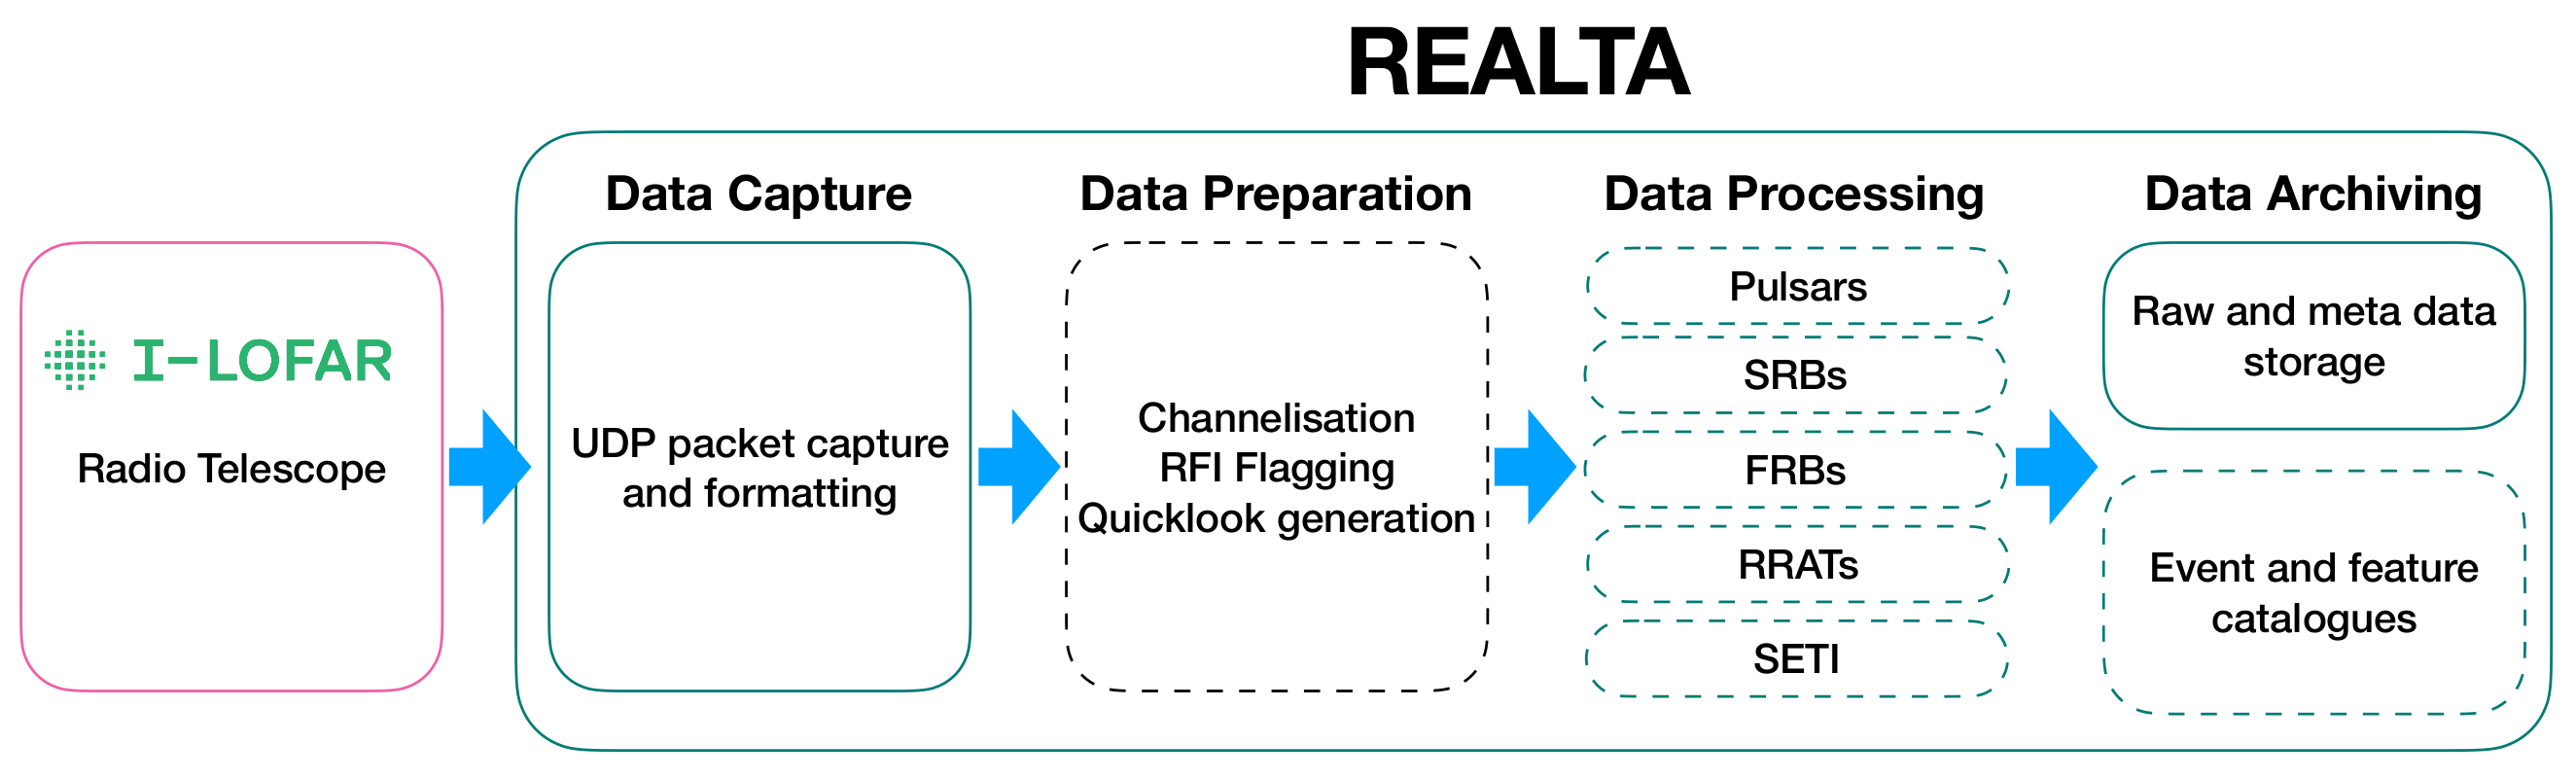 REALTA
I-LOFAR
Radio Telescope
Data Capture
UDP packet capture
and formatting
Data Preparation
Channelisation
RFI Flagging
Quicklook generation
Data Processing
Pulsars
SRBs
FRBs
RRATs
SETI
Data Archiving
Raw and meta data
storage
Event and feature
catalogues